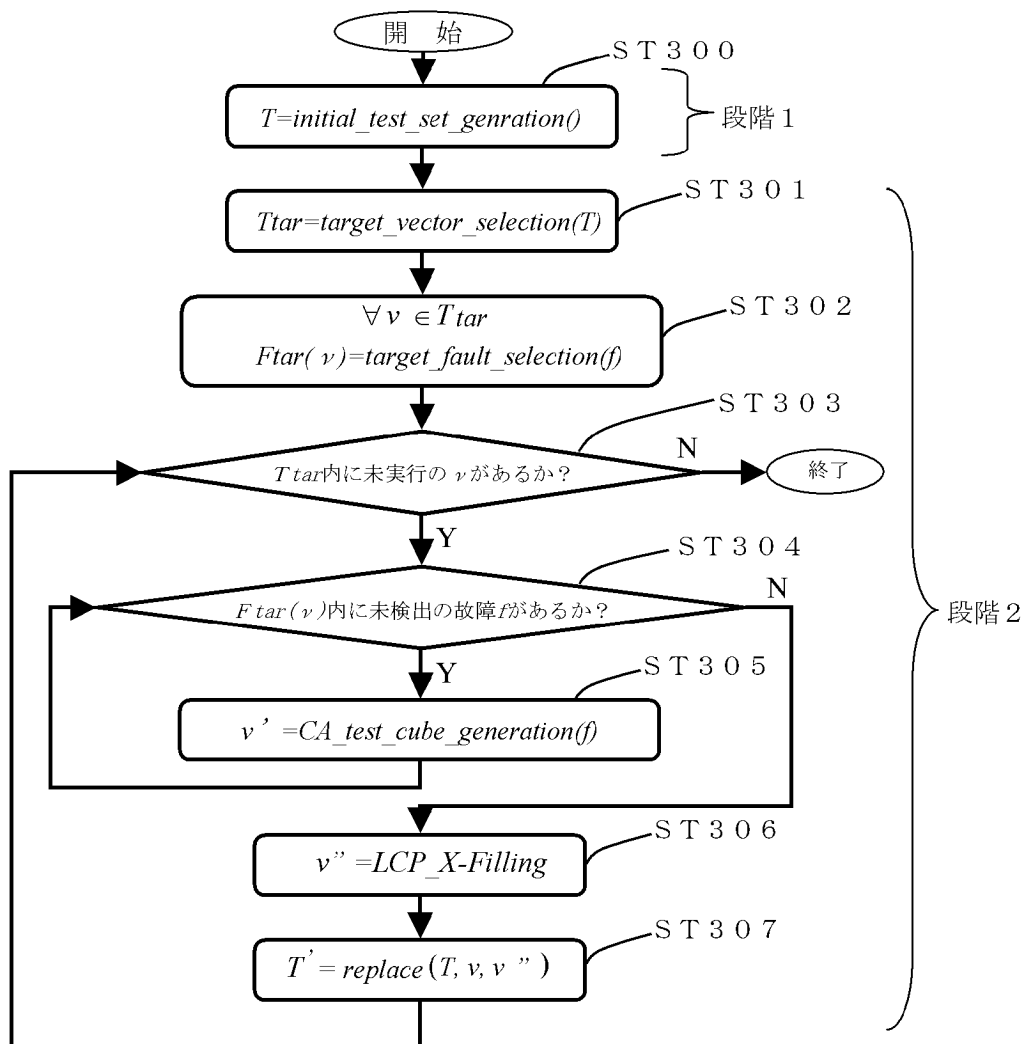 開　始
ＳＴ３００
T=initial_test_set_genration()
段階１
ＳＴ３０１
Ttar=target_vector_selection(T)
ＳＴ３０２
∀ν ∈ Ttar
Ftar(ν)=target_fault_selection(f)
ＳＴ３０３
N
Ttar内に未実行のνがあるか？
終了
Y
ＳＴ３０４
N
Ftar(ν)内に未検出の故障fがあるか？
段階２
Y
ＳＴ３０５
v’=CA_test_cube_generation(f)
ＳＴ３０６
v”=LCP_X-Filling
ＳＴ３０７
T’= replace(T, v, v”)